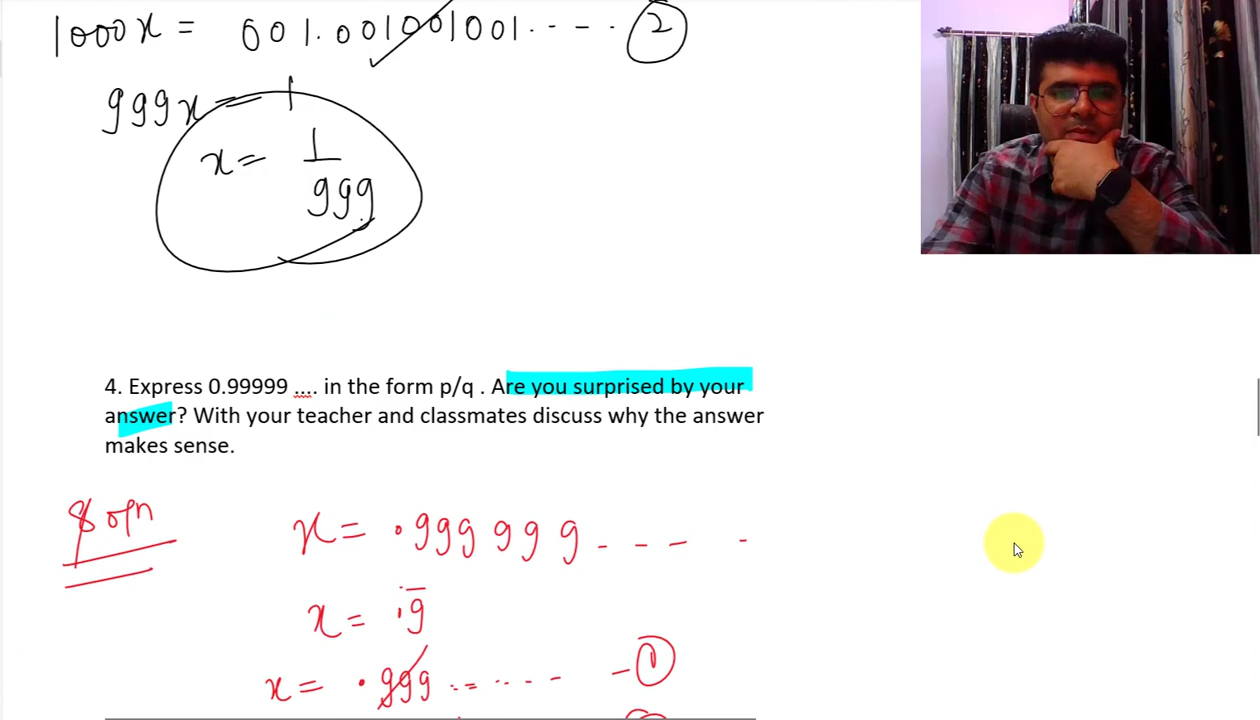 1000x = 001.001001001..---- 2
999x = 1
x = 1/999
4. Express 0.99999 .... in the form p/q . Are you surprised by your
answer? With your teacher and classmates discuss why the answer
makes sense.
Soln
x = .999999 --- -
x = .9̅
x = .999 ........ - 1